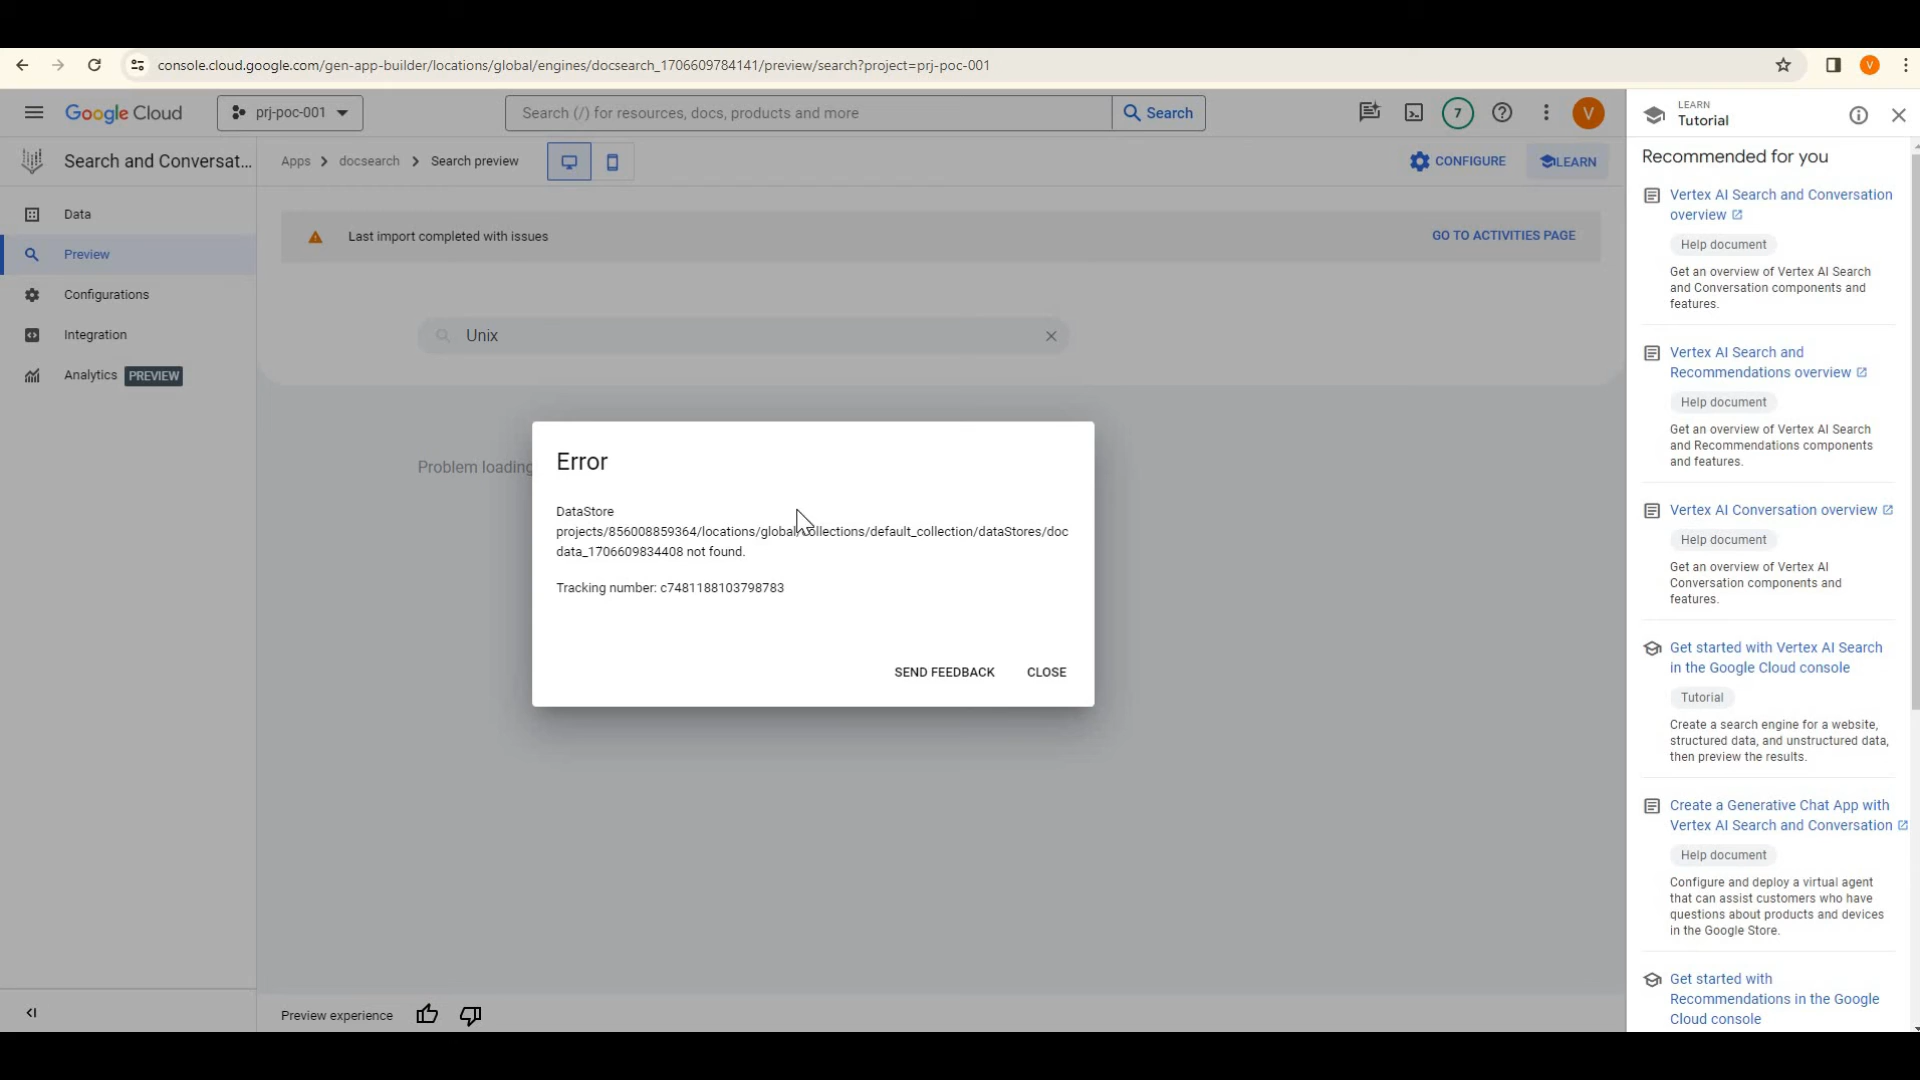 console.cloud.google.com/gen-app-builder/locations/global/engines/docsearch_1706609784141/preview/search?project=prj-poc-001
V
Google Cloud
prj-poc-001
Search (/) for resources, docs, products and more
Search
7
V
LEARN
Tutorial
Search and Conversat...
Apps
docsearch
Search preview
CONFIGURE
LEARN
Data
Preview
Configurations
Integration
Analytics PREVIEW
Last import completed with issues
GO TO ACTIVITIES PAGE
Unix
Problem loading
Error
DataStore
projects/856008859364/locations/global/collections/default_collection/dataStores/doc
data_1706609834408 not found.
Tracking number: c7481188103798783
SEND FEEDBACK
CLOSE
Preview experience
Recommended for you
Vertex AI Search and Conversation
overview
Help document
Get an overview of Vertex AI Search
and Conversation components and
features.
Vertex AI Search and
Recommendations overview
Help document
Get an overview of Vertex AI Search
and Recommendations components
and features.
Vertex AI Conversation overview
Help document
Get an overview of Vertex AI
Conversation components and
features.
Get started with Vertex AI Search
in the Google Cloud console
Tutorial
Create a search engine for a website,
structured data, and unstructured data,
then preview the results.
Create a Generative Chat App with
Vertex AI Search and Conversation
Help document
Configure and deploy a virtual agent
that can assist customers who have
questions about products and devices
in the Google Store.
Get started with
Recommendations in the Google
Cloud console